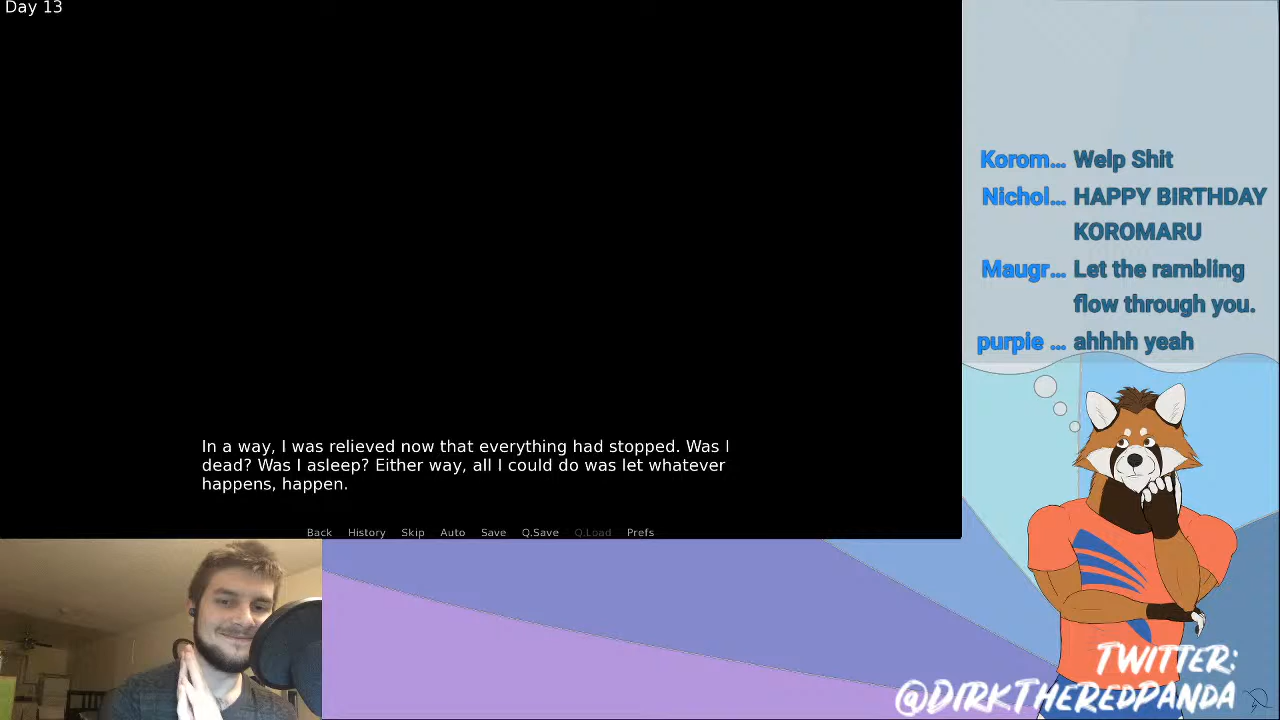 Day 13
Korom... Welp Shit
Nichol... HAPPY BIRTHDAY
KOROMARU
Maugr... Let the rambling
flow through you.
purpie ... ahhhh yeah
In a way, I was relieved now that everything had stopped. Was I
dead? Was I asleep? Either way, all I could do was let whatever
happens, happen.
Back History Skip Auto Save Q.Save Q.Load Prefs
TWITTER:
@DIRKTHEREDPANDA